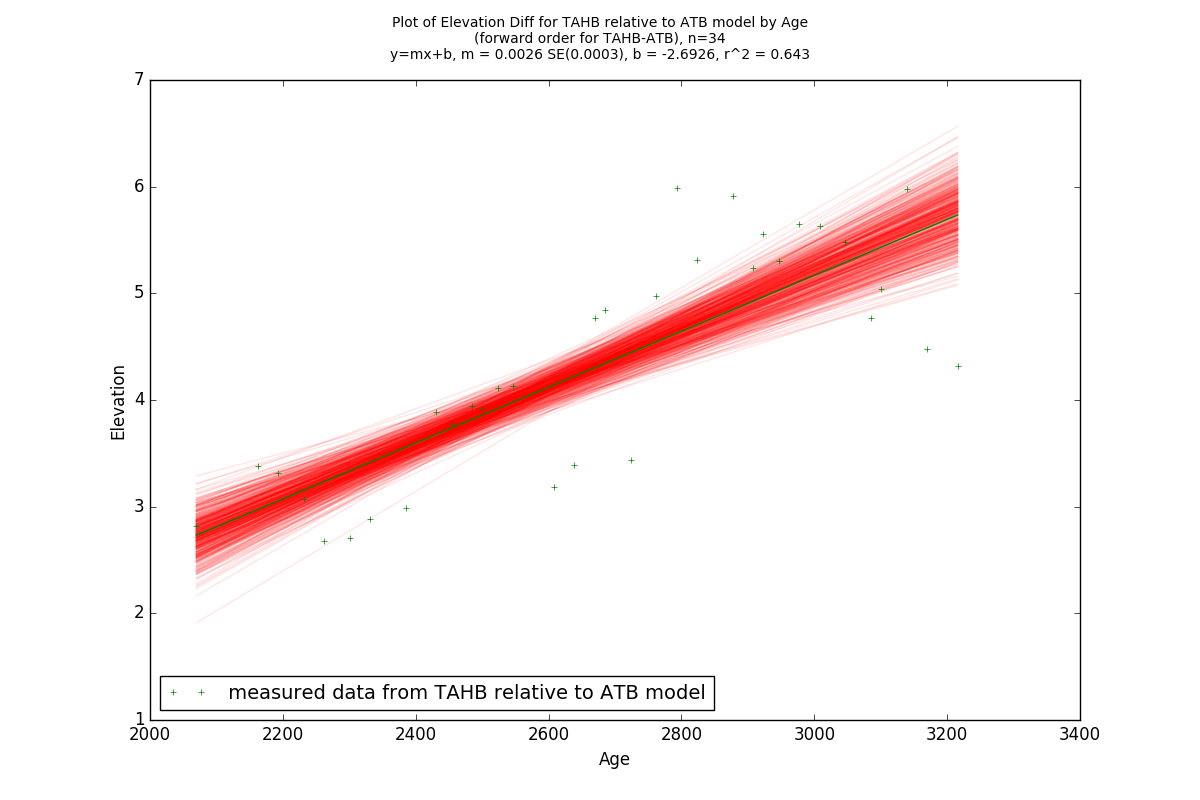 Plot of Elevation Diff for TAHB relative to ATB model by Age
(forward order for TAHB-ATB), n=34
y=mx+b, m = 0.0026 SE(0.0003), b = -2.6926, r^2 = 0.643
7
6
5
4
3
2
1
Elevation
measured data from TAHB relative to ATB model
2000 2200 2400 2600 2800 3000 3200 3400
Age